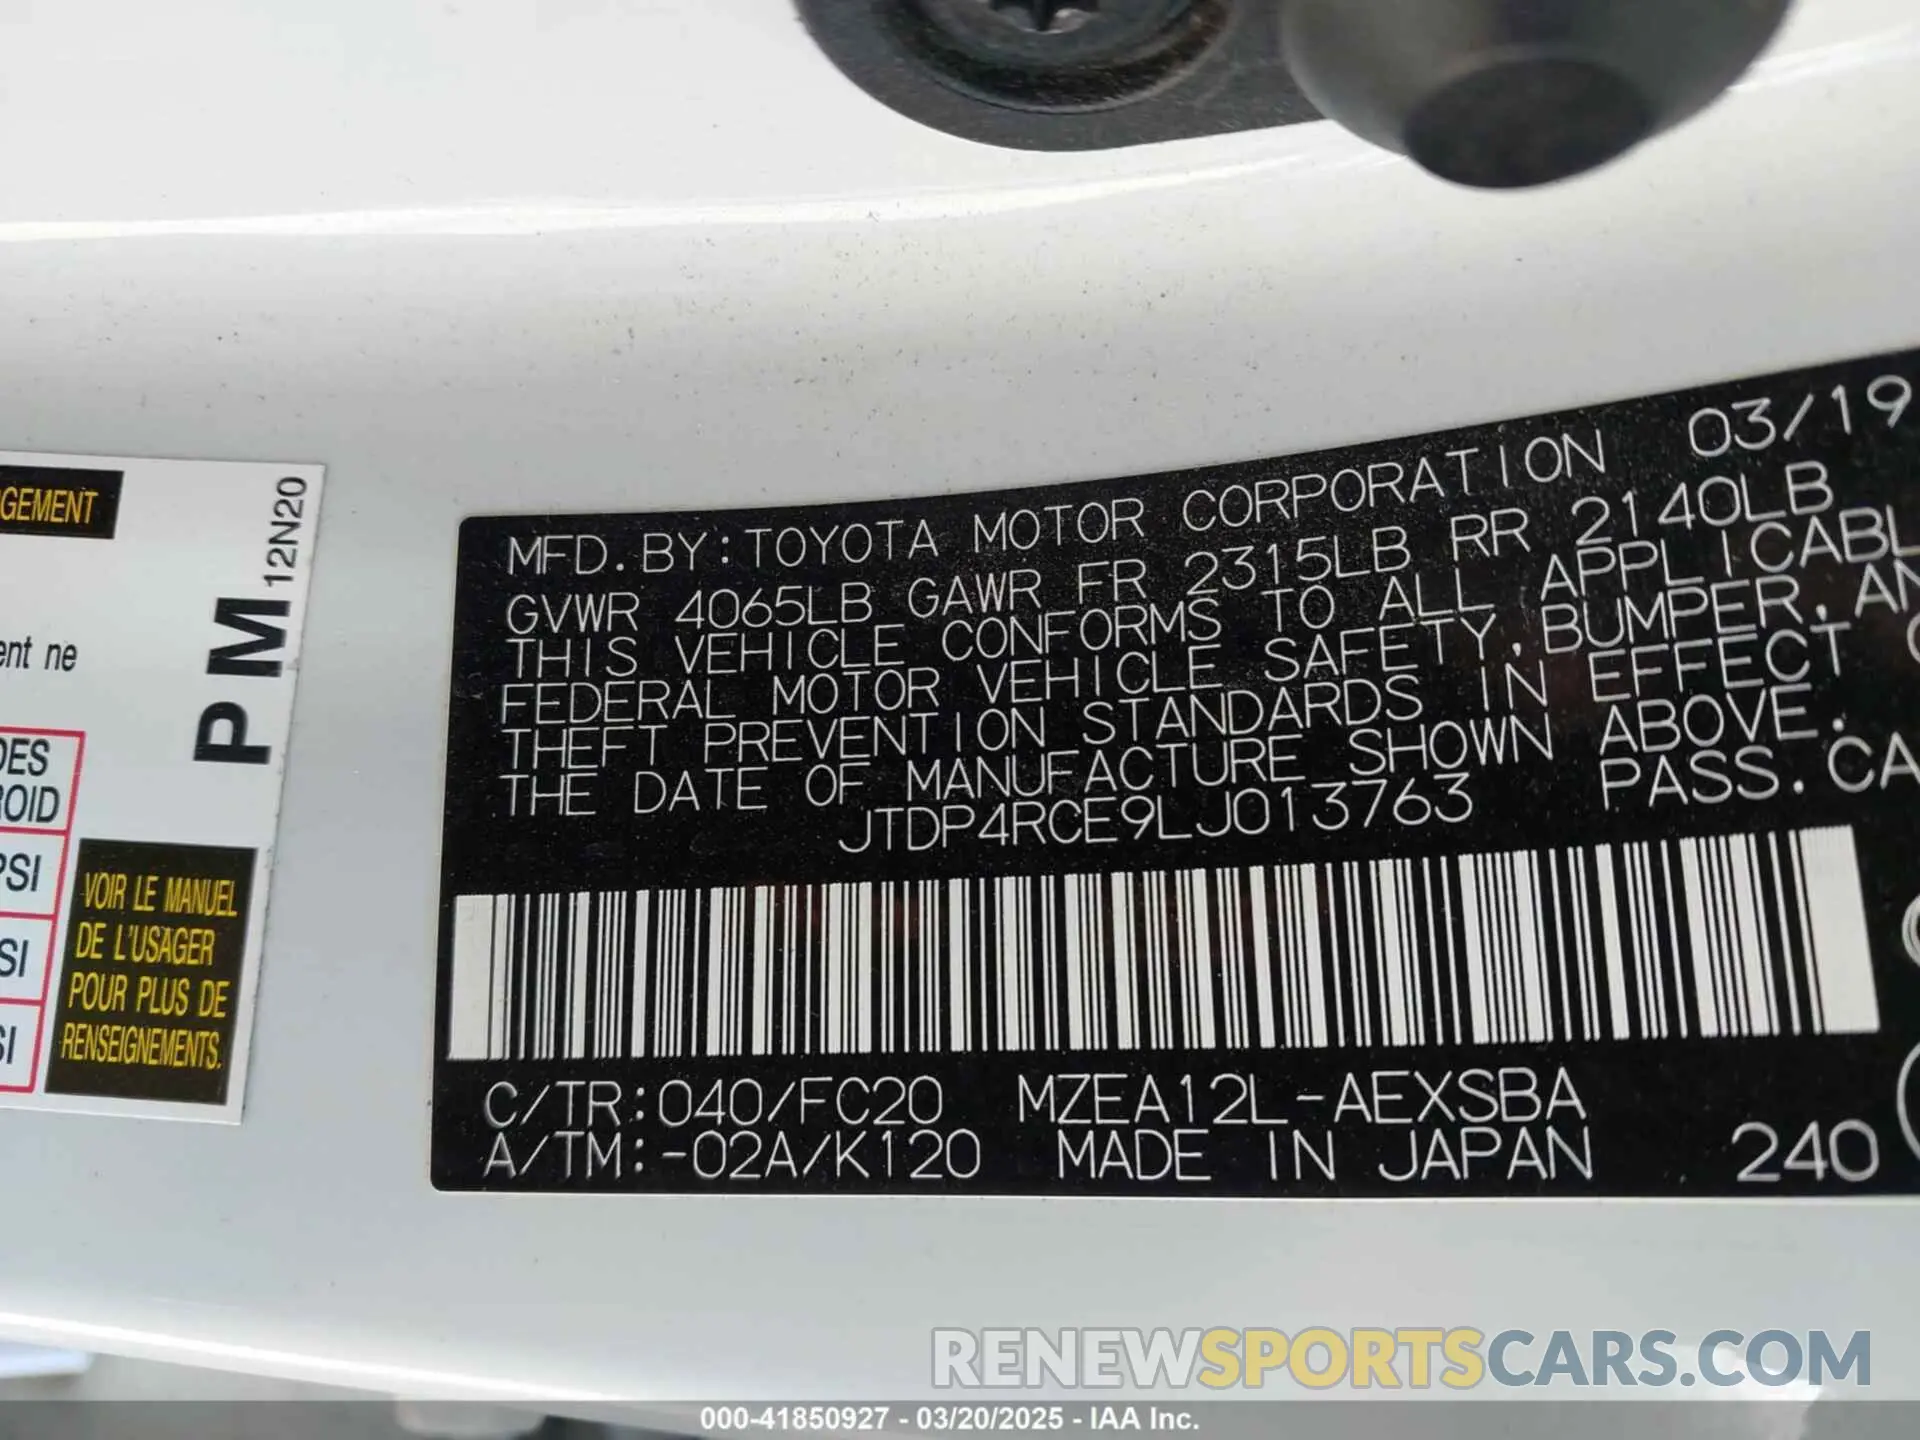 GEMENT
ent ne
DES
ROID
PSI
SI
SI
PM 12N20
VOIR LE MANUEL
DE L'USAGER
POUR PLUS DE
RENSEIGNEMENTS.
MFD. BY: TOYOTA MOTOR CORPORATION 03/19
GVWR 4065LB GAWR FR 2315LB RR 2140LB
THIS VEHICLE CONFORMS TO ALL APPLICABL
FEDERAL MOTOR VEHICLE SAFETY, BUMPER, AN
THEFT PREVENTION STANDARDS IN EFFECT O
THE DATE OF MANUFACTURE SHOWN ABOVE.
JTDP4RCE9LJ013763 PASS. CA
C/TR: 040/FC20 MZEA12L-AEXSBA
A/TM: -02A/K120 MADE IN JAPAN 240
RENEWSPORTSCARS.COM
000-41850927 - 03/20/2025 - IAA Inc.